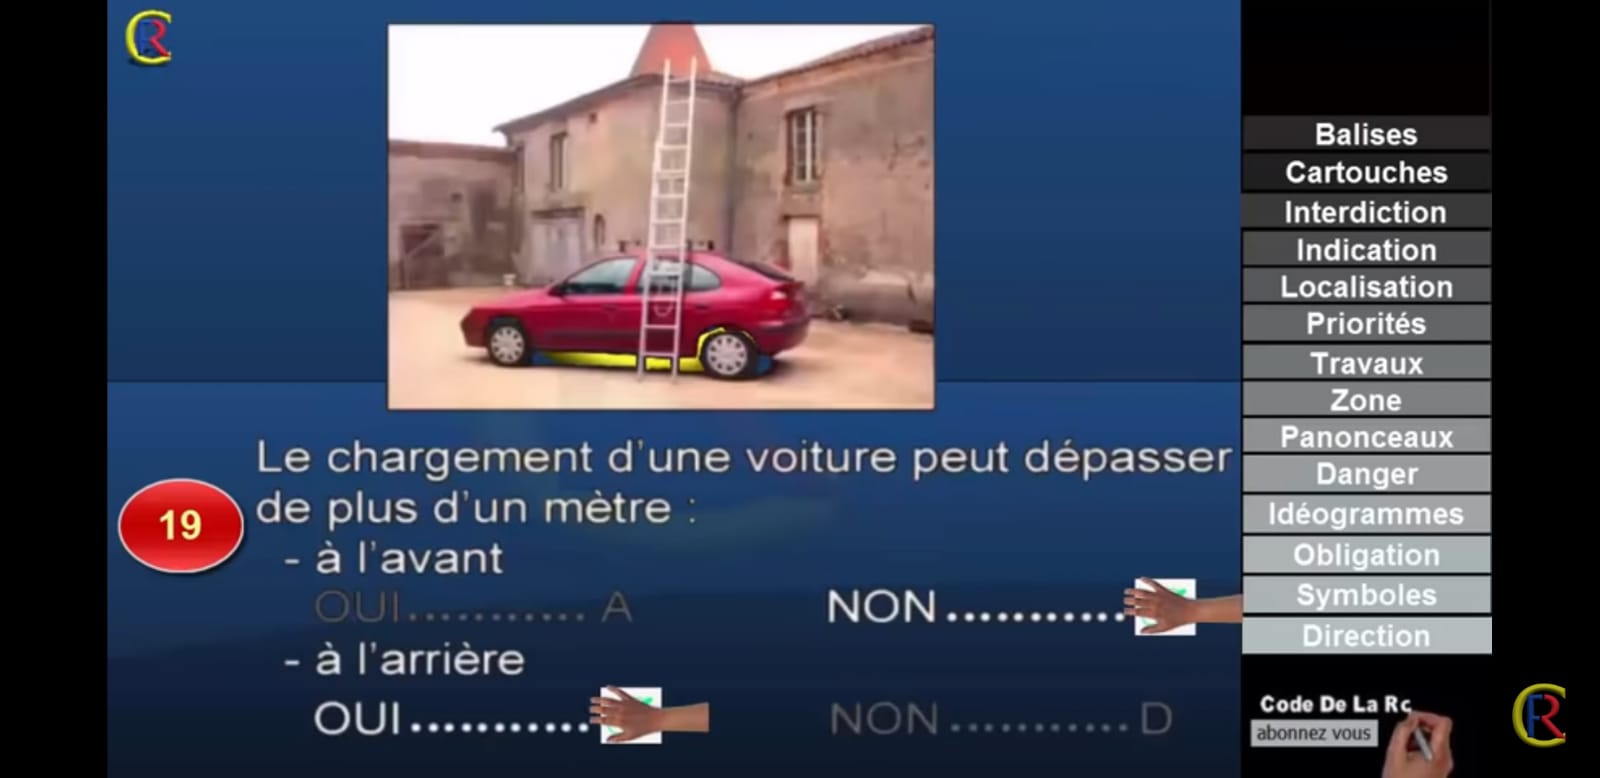 Le chargement d'une voiture peut dépasser
de plus d'un mètre :
19
- à l'avant
OUI........... A
NON...........
- à l'arrière
OUI...........
NON........... D
Balises
Cartouches
Interdiction
Indication
Localisation
Priorités
Travaux
Zone
Panonceaux
Danger
Idéogrammes
Obligation
Symboles
Direction
Code De La Rc
abonnez vous